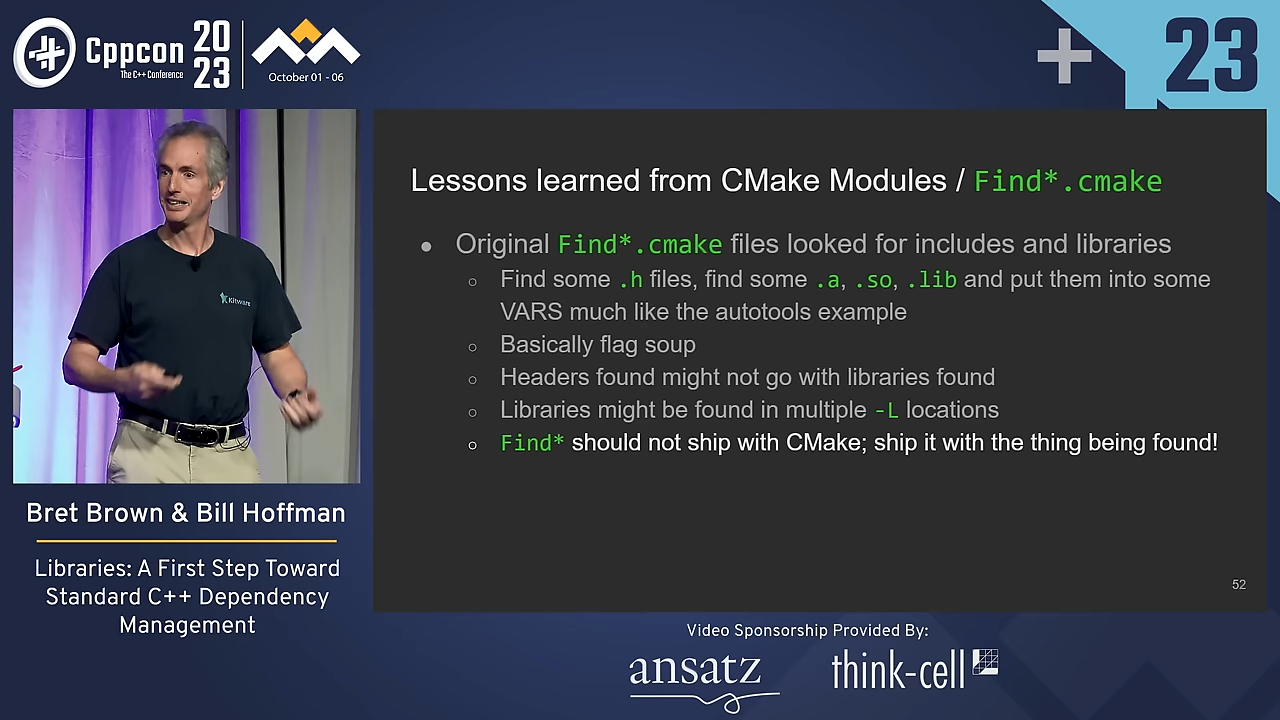 Cppcon
The C++ Conference
20
23
October 01 - 06
23
Kitware
Lessons learned from CMake Modules / Find*.cmake
● Original Find*.cmake files looked for includes and libraries
○ Find some .h files, find some .a, .so, .lib and put them into some
VARS much like the autotools example
○ Basically flag soup
○ Headers found might not go with libraries found
○ Libraries might be found in multiple -L locations
○ Find* should not ship with CMake; ship it with the thing being found!
52
Bret Brown & Bill Hoffman
Libraries: A First Step Toward
Standard C++ Dependency
Management
Video Sponsorship Provided By:
ansatz
think-cell